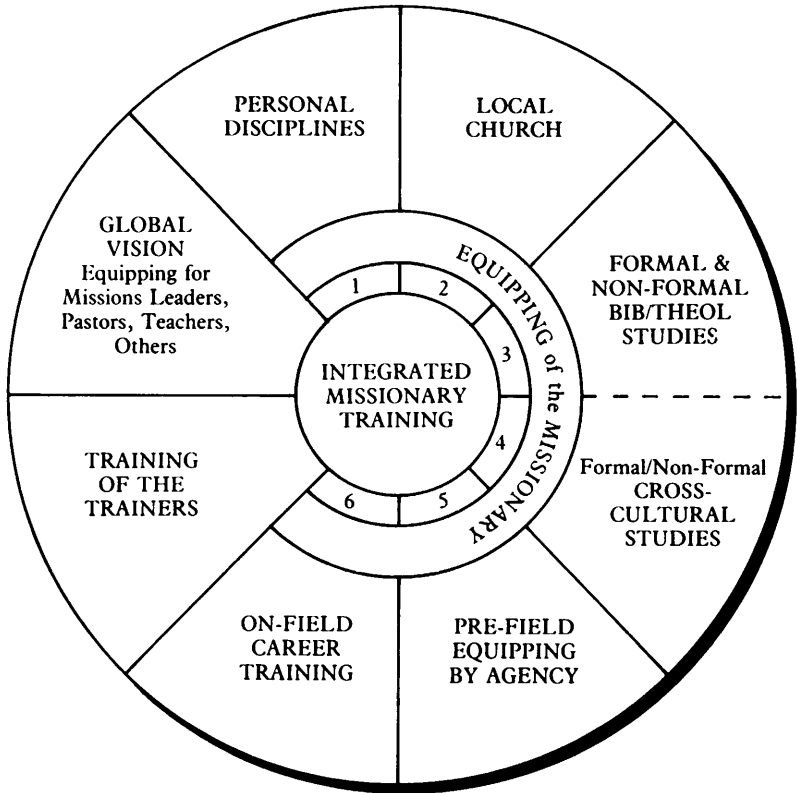 PERSONAL
DISCIPLINES
LOCAL
CHURCH
GLOBAL
VISION
Equipping for
Missions Leaders,
Pastors, Teachers,
Others
FORMAL &
NON-FORMAL
BIB/THEOL
STUDIES
EQUIPPING of the MISSIONARY
1
2
3
4
5
6
INTEGRATED
MISSIONARY
TRAINING
TRAINING
OF THE
TRAINERS
Formal/Non-Formal
CROSS-
CULTURAL
STUDIES
ON-FIELD
CAREER
TRAINING
PRE-FIELD
EQUIPPING
BY AGENCY